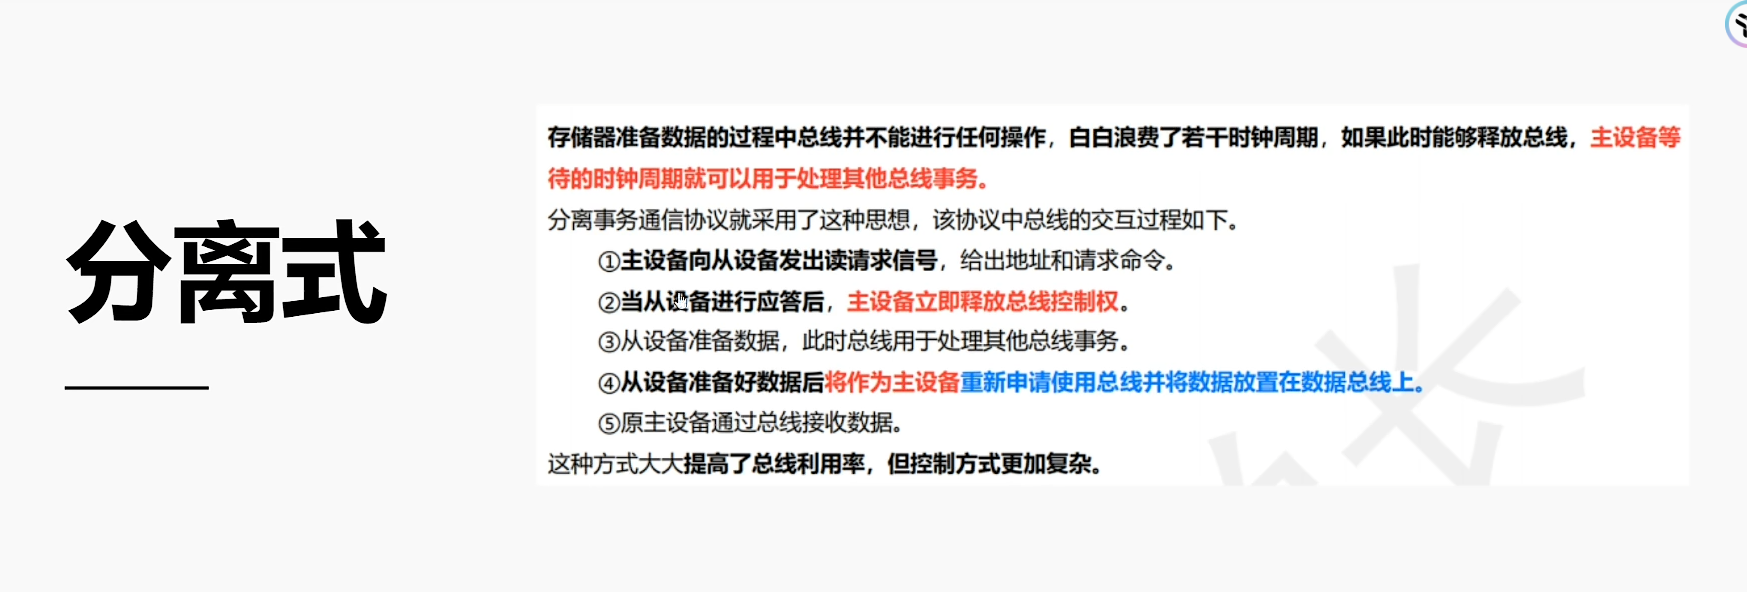 分离式
存储器准备数据的过程中总线并不能进行任何操作，白白浪费了若干时钟周期，如果此时能够释放总线，主设备等
待的时钟周期就可以用于处理其他总线事务。
分离事务通信协议就采用了这种思想，该协议中总线的交互过程如下。
①主设备向从设备发出读请求信号，给出地址和请求命令。
②当从设备进行应答后，主设备立即释放总线控制权。
③从设备准备数据，此时总线用于处理其他总线事务。
④从设备准备好数据后将作为主设备重新申请使用总线并将数据放置在数据总线上。
⑤原主设备通过总线接收数据。
这种方式大大提高了总线利用率，但控制方式更加复杂。